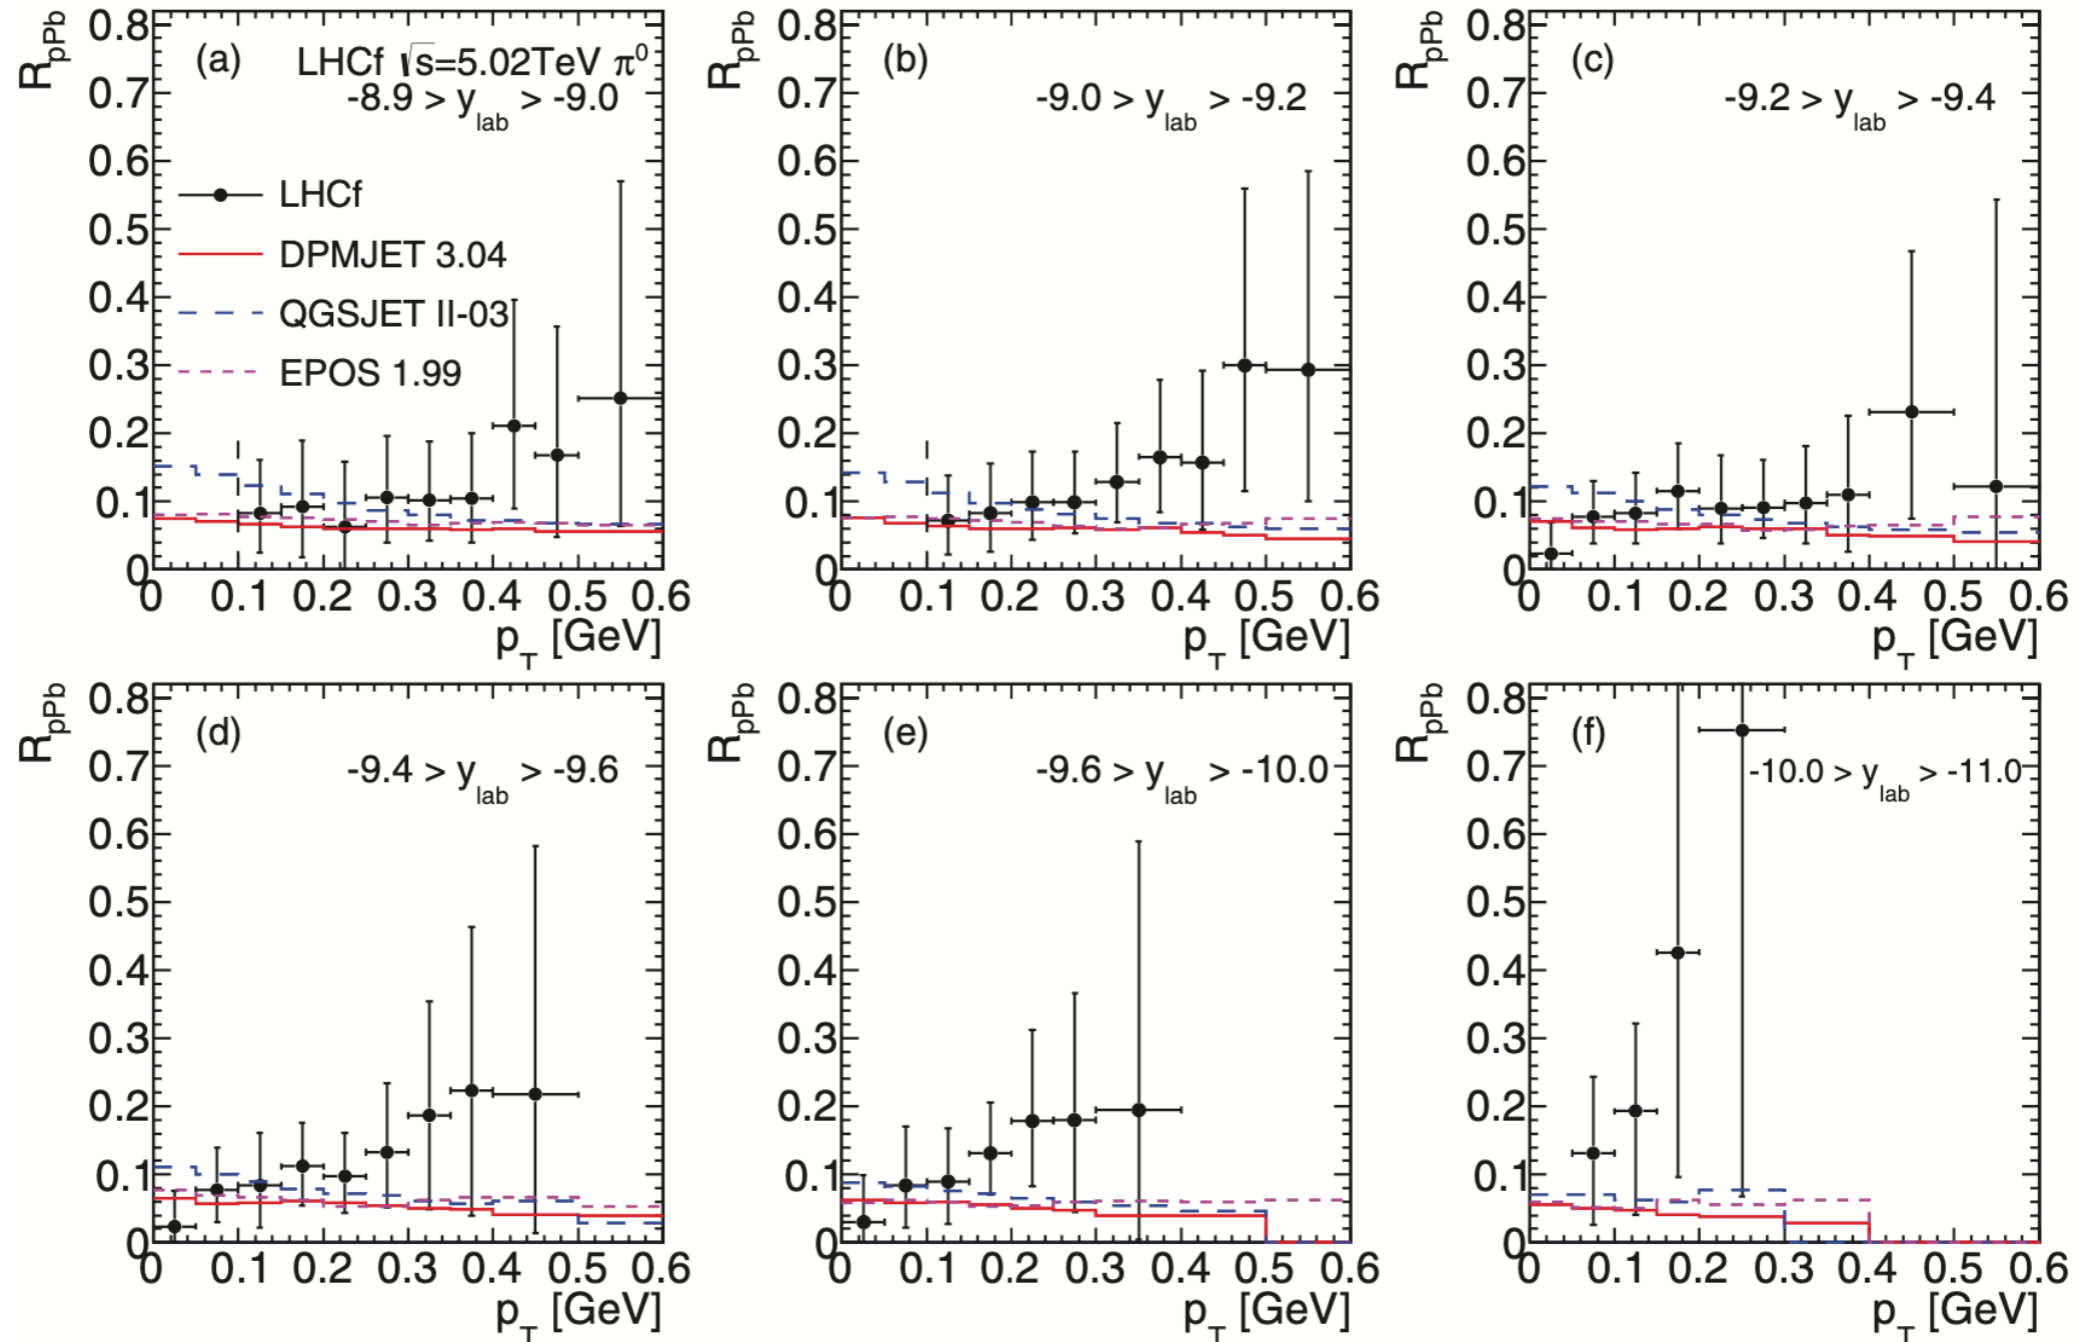 R_pPb
(a) LHCf √s=5.02TeV π⁰
-8.9 > y_lab > -9.0
LHCf
DPMJET 3.04
QGSJET II-03
EPOS 1.99
0.8
0.7
0.6
0.5
0.4
0.3
0.2
0.1
0
0 0.1 0.2 0.3 0.4 0.5 0.6
p_T [GeV]
R_pPb
(b)
-9.0 > y_lab > -9.2
0.8
0.7
0.6
0.5
0.4
0.3
0.2
0.1
0
0 0.1 0.2 0.3 0.4 0.5 0.6
p_T [GeV]
R_pPb
(c)
-9.2 > y_lab > -9.4
0.8
0.7
0.6
0.5
0.4
0.3
0.2
0.1
0
0 0.1 0.2 0.3 0.4 0.5 0.6
p_T [GeV]
R_pPb
(d)
-9.4 > y_lab > -9.6
0.8
0.7
0.6
0.5
0.4
0.3
0.2
0.1
0
0 0.1 0.2 0.3 0.4 0.5 0.6
p_T [GeV]
R_pPb
(e)
-9.6 > y_lab > -10.0
0.8
0.7
0.6
0.5
0.4
0.3
0.2
0.1
0
0 0.1 0.2 0.3 0.4 0.5 0.6
p_T [GeV]
R_pPb
(f)
-10.0 > y_lab > -11.0
0.8
0.7
0.6
0.5
0.4
0.3
0.2
0.1
0
0 0.1 0.2 0.3 0.4 0.5 0.6
p_T [GeV]